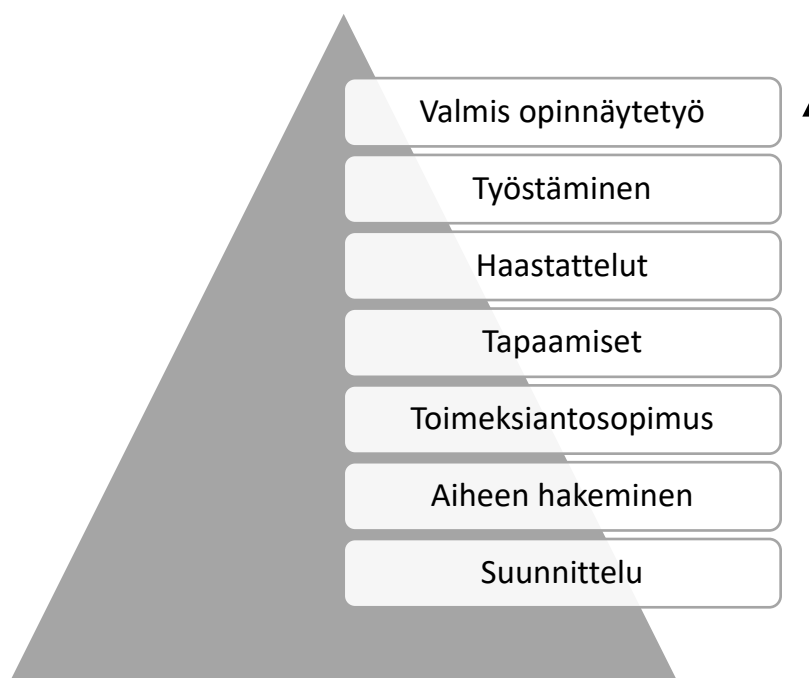 Valmis opinnäytetyö
Työstäminen
Haastattelut
Tapaamiset
Toimeksiantosopimus
Aiheen hakeminen
Suunnittelu